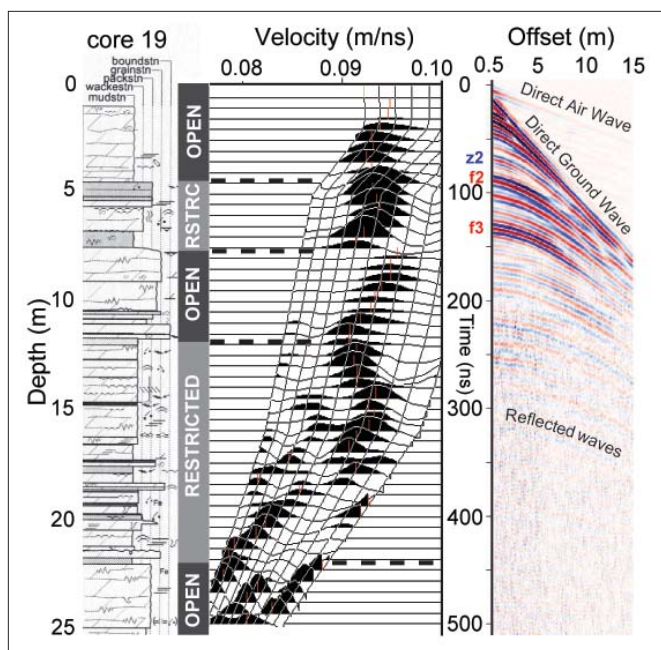 core 19
Velocity (m/ns)
Offset (m)
boundstn
grainstn
packstn
wackestn
mudstn
0.08 0.09 0.10
0.5 5 10 15
0
5
10
15
20
25
Depth (m)
OPEN
RSTRC
OPEN
RESTRICTED
OPEN
Fe
Fe
0
100
200
300
400
500
Time (ns)
z2
f2
f3
Direct Air Wave
Direct Ground Wave
Reflected waves